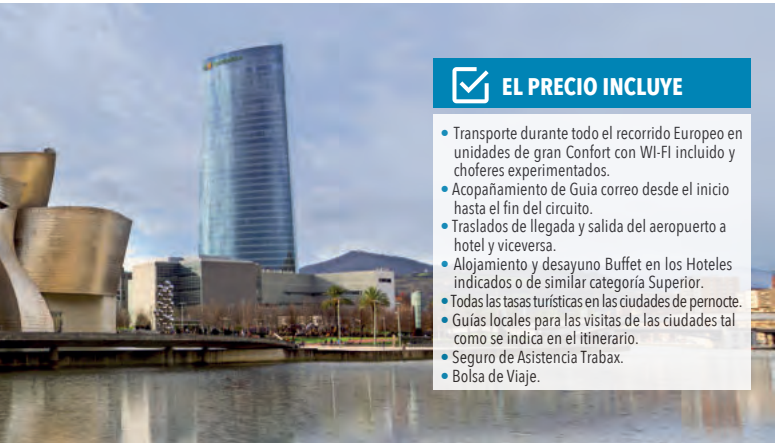 EL PRECIO INCLUYE
• Transporte durante todo el recorrido Europeo en
unidades de gran Confort con WI-FI incluido y
choferes experimentados.
• Acopañamiento de Guia correo desde el inicio
hasta el fin del circuito.
• Traslados de llegada y salida del aeropuerto a
hotel y viceversa.
• Alojamiento y desayuno Buffet en los Hoteles
indicados o de similar categoría Superior.
• Todas las tasas turísticas en las ciudades de pernocte.
• Guías locales para las visitas de las ciudades tal
como se indica en el itinerario.
• Seguro de Asistencia Trabax.
• Bolsa de Viaje.